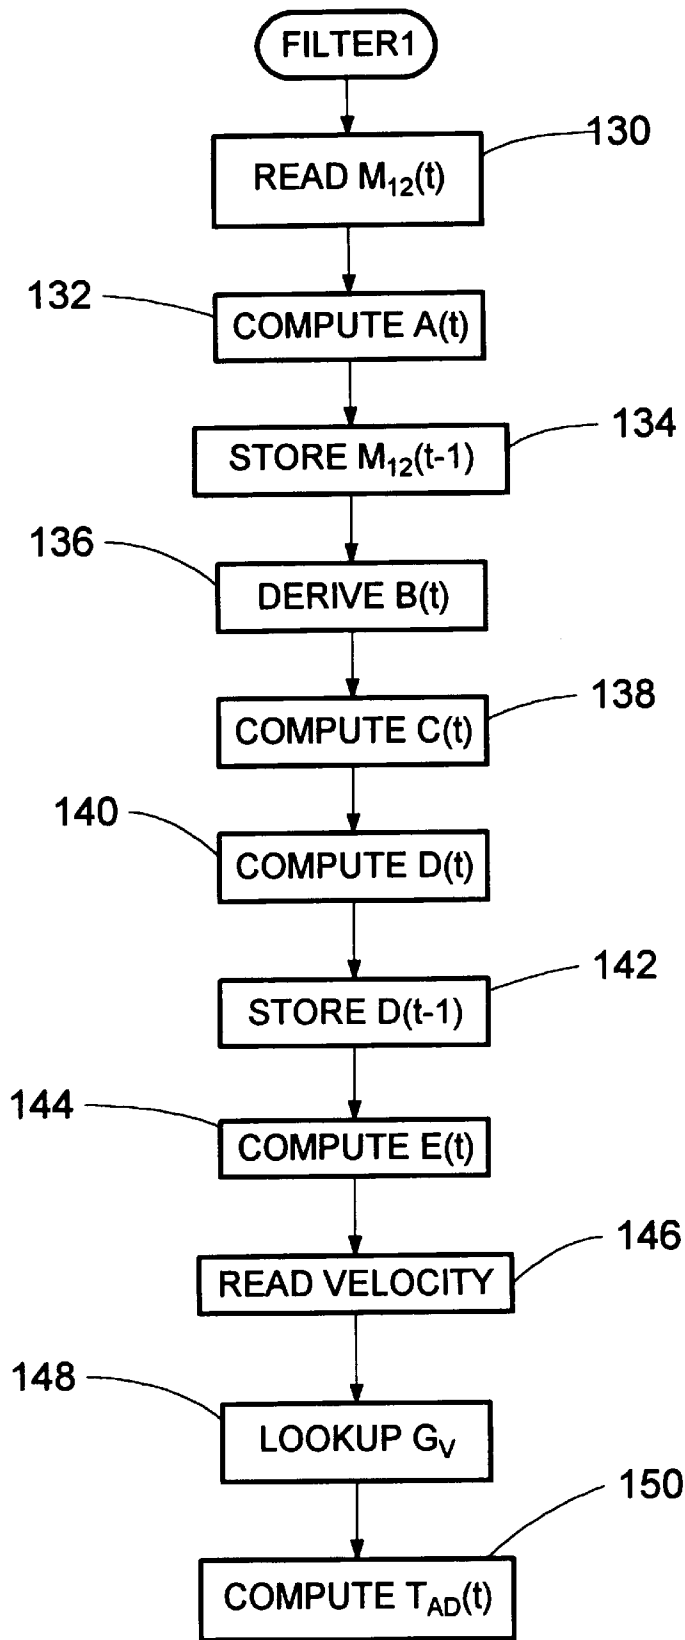 FILTER1
130
READ M₁₂(t)
132
COMPUTE A(t)
134
STORE M₁₂(t-1)
136
DERIVE B(t)
138
COMPUTE C(t)
140
COMPUTE D(t)
142
STORE D(t-1)
144
COMPUTE E(t)
146
READ VELOCITY
148
LOOKUP Gᵥ
150
COMPUTE T_AD(t)